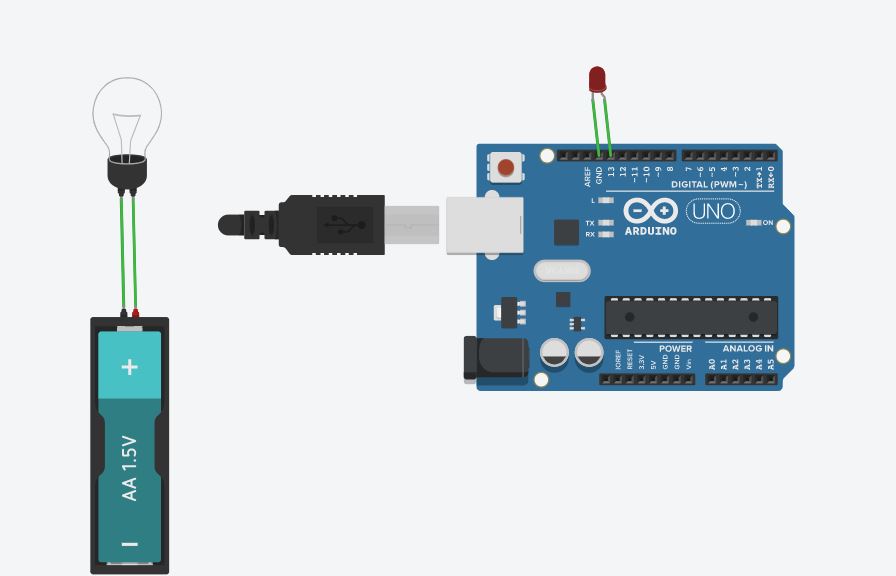 AREF
GND
13
12
~11
~10
~9
8
7
~6
~5
4
~3
2
TX→1
RX←0
DIGITAL (PWM~)
L
TX
RX
ARDUINO
UNO
ON
+
AA 1.5V
−
POWER
ANALOG IN
IOREF
RESET
3.3V
5V
GND
GND
Vin
A0
A1
A2
A3
A4
A5